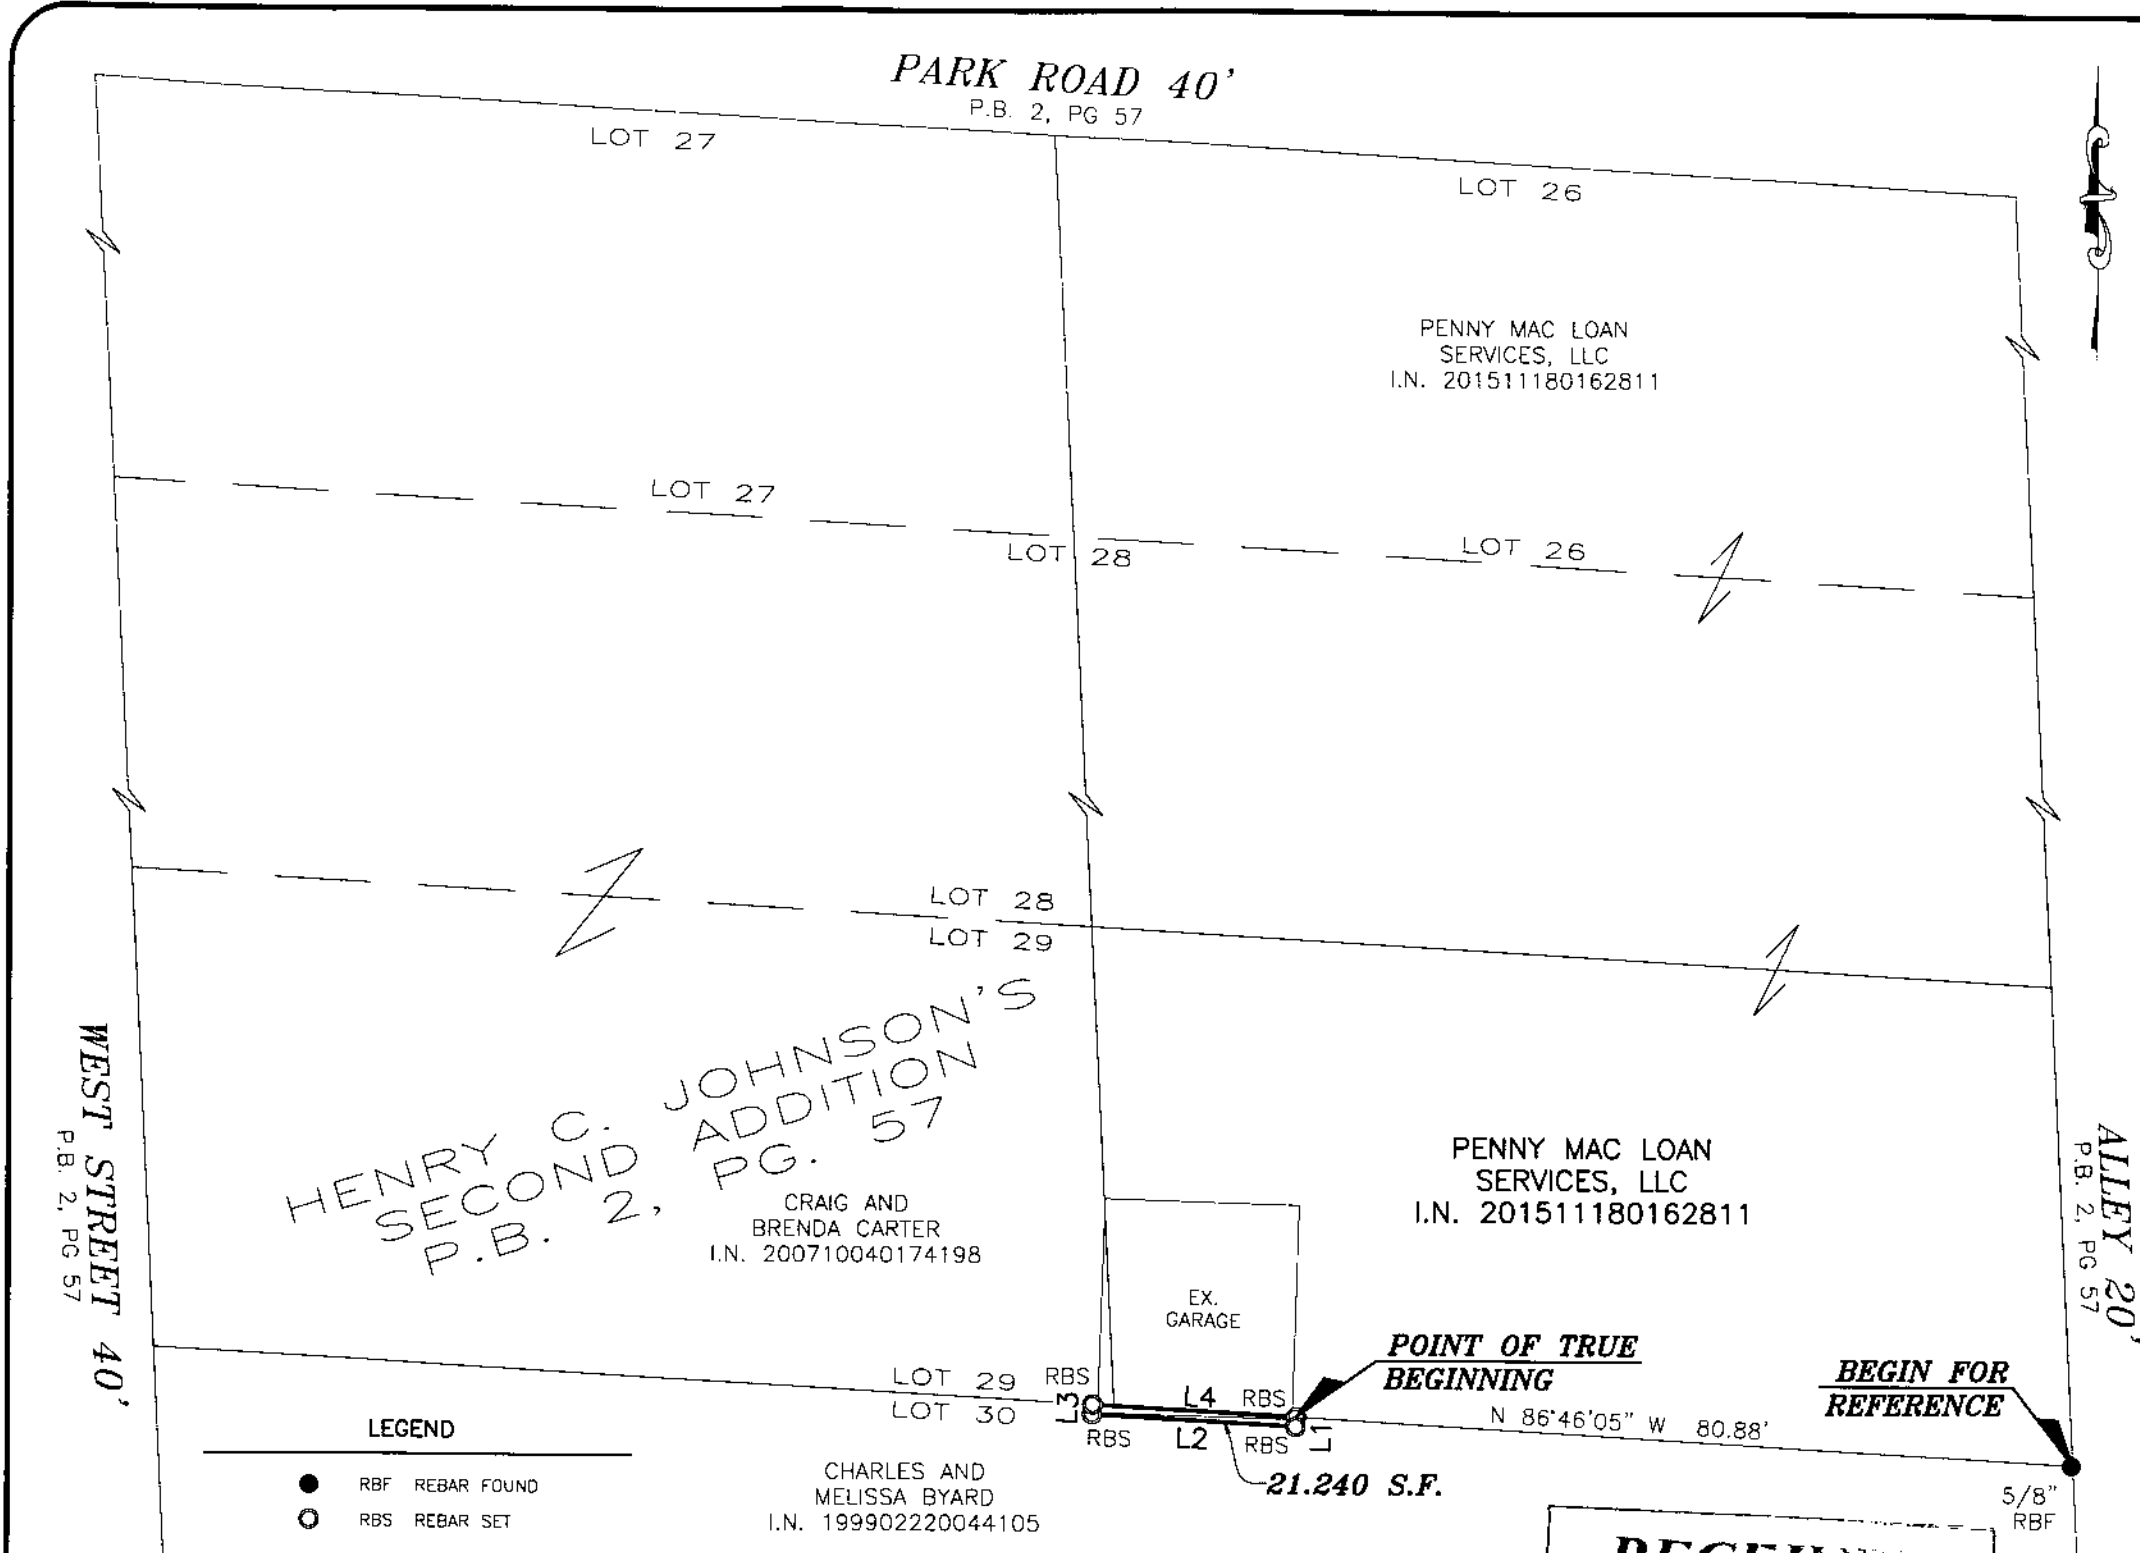 PARK ROAD 40'
P.B. 2, PG 57
LOT 27
LOT 26
PENNY MAC LOAN
SERVICES, LLC
I.N. 201511180162811
LOT 27
LOT 28
LOT 26
LOT 28
LOT 29
HENRY C. JOHNSON'S
SECOND ADDITION
P.B. 2, PG. 57
WEST STREET 40'
P.B. 2, PG 57
CRAIG AND
BRENDA CARTER
I.N. 200710040174198
PENNY MAC LOAN
SERVICES, LLC
I.N. 201511180162811
ALLEY 20'
P.B. 2, PG 57
EX.
GARAGE
POINT OF TRUE
BEGINNING
BEGIN FOR
REFERENCE
LOT 29
LOT 30
RBS
L3
L4
RBS
RBS
L2
RBS
L1
N 86°46'05" W 80.88'
21.240 S.F.
5/8"
RBF
LEGEND
RBF REBAR FOUND
RBS REBAR SET
CHARLES AND
MELISSA BYARD
I.N. 199902220044105